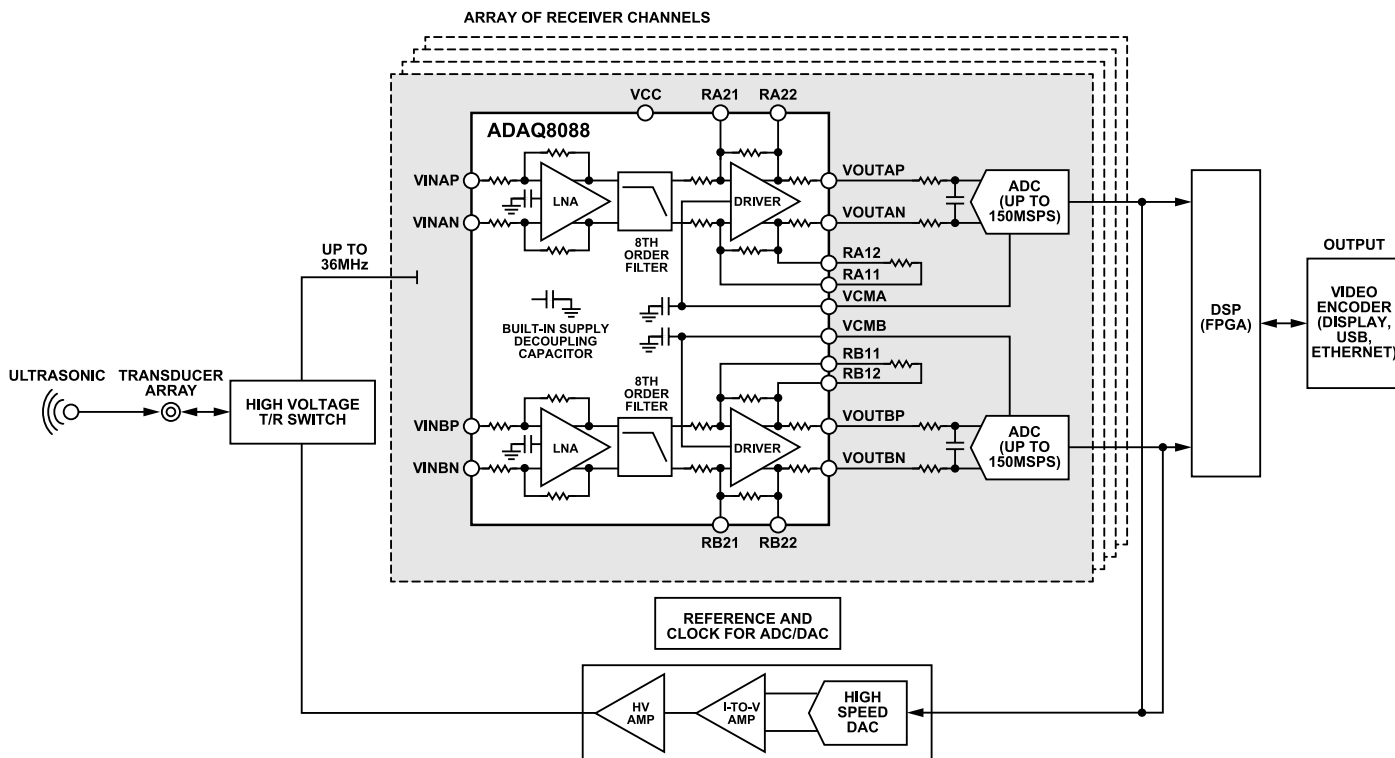 ARRAY OF RECEIVER CHANNELS
VCC
RA21
RA22
ADAQ8088
VINAP
VINAN
LNA
8TH
ORDER
FILTER
DRIVER
VOUTAP
VOUTAN
ADC
(UP TO
150MSPS)
RA12
RA11
VCMA
UP TO
36MHz
BUILT-IN SUPPLY
DECOUPLING
CAPACITOR
VCMB
RB11
RB12
8TH
ORDER
FILTER
VINBP
VINBN
LNA
DRIVER
VOUTBP
VOUTBN
ADC
(UP TO
150MSPS)
RB21
RB22
ULTRASONIC
TRANSDUCER
ARRAY
HIGH VOLTAGE
T/R SWITCH
DSP
(FPGA)
OUTPUT
VIDEO
ENCODER
(DISPLAY,
USB,
ETHERNET)
REFERENCE AND
CLOCK FOR ADC/DAC
HV
AMP
I-TO-V
AMP
HIGH
SPEED
DAC